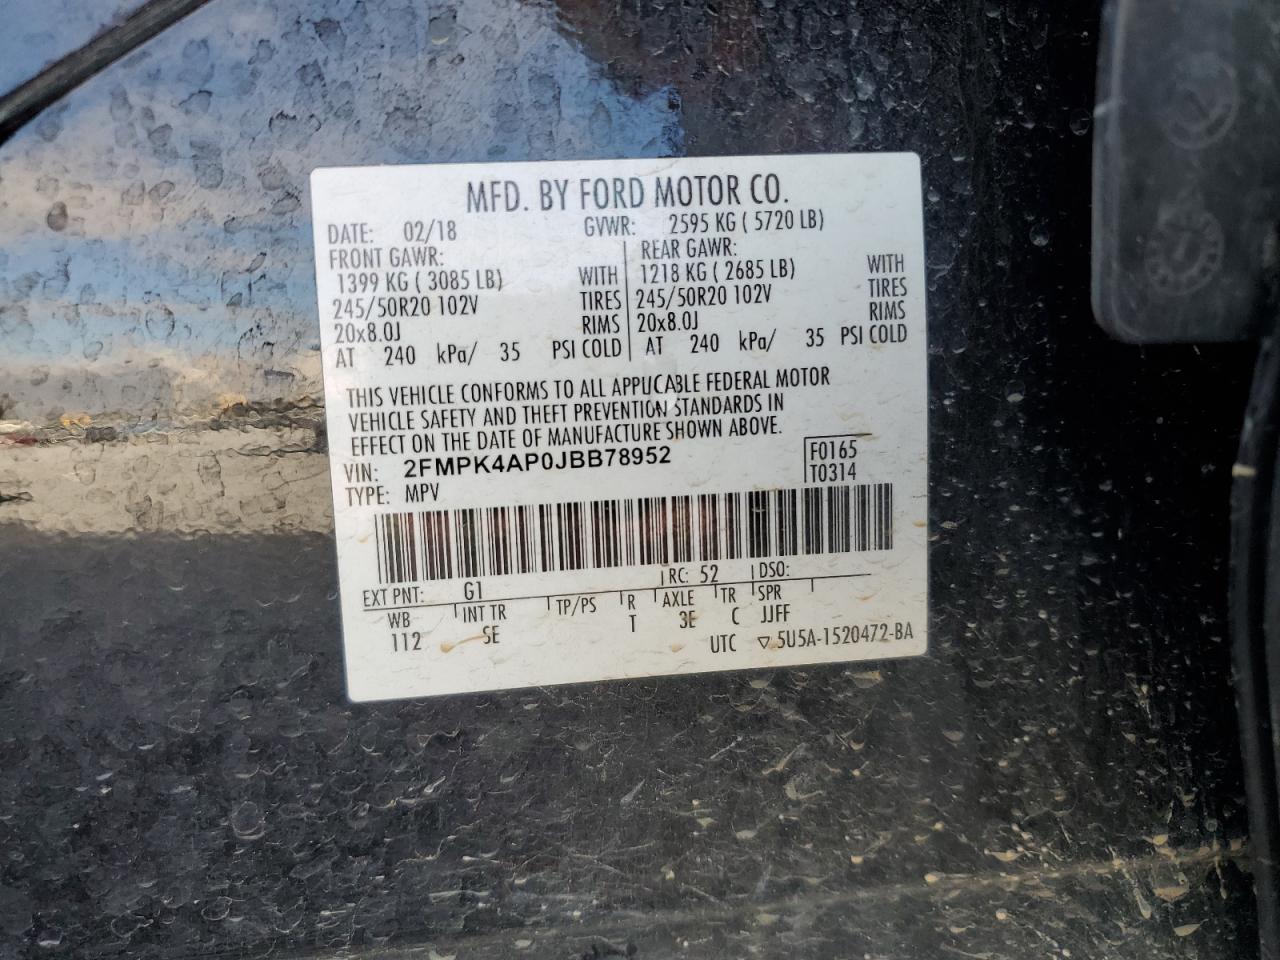 MFD. BY FORD MOTOR CO.
DATE: 02/18 GVWR: 2595 KG ( 5720 LB)
FRONT GAWR: REAR GAWR:
1399 KG ( 3085 LB) WITH 1218 KG ( 2685 LB) WITH
245/50R20 102V TIRES 245/50R20 102V TIRES
20x8.0J RIMS 20x8.0J RIMS
AT 240 kPa/ 35 PSI COLD AT 240 kPa/ 35 PSI COLD
THIS VEHICLE CONFORMS TO ALL APPLICABLE FEDERAL MOTOR
VEHICLE SAFETY AND THEFT PREVENTION STANDARDS IN
EFFECT ON THE DATE OF MANUFACTURE SHOWN ABOVE.
VIN: 2FMPK4AP0JBB78952 F0165
TYPE: MPV T0314
EXT PNT: G1 RC: 52 DSO:
WB INT TR TP/PS R AXLE TR SPR
112 SE T 3E C JJFF
UTC ▽ 5U5A-1520472-BA